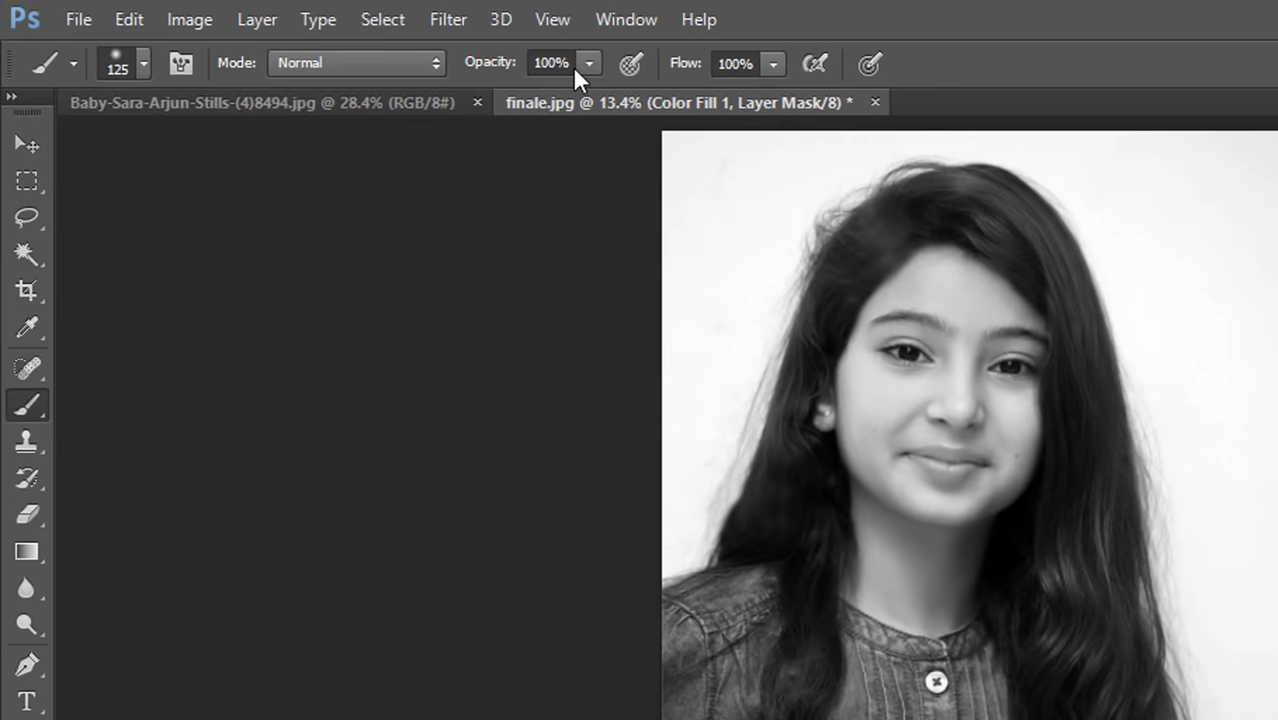 Ps File Edit Image Layer Type Select Filter 3D View Window Help
125 Mode: Normal Opacity: 100% Flow: 100%
Baby-Sara-Arjun-Stills-(4)8494.jpg @ 28.4% (RGB/8#) × finale.jpg @ 13.4% (Color Fill 1, Layer Mask/8) * ×
T